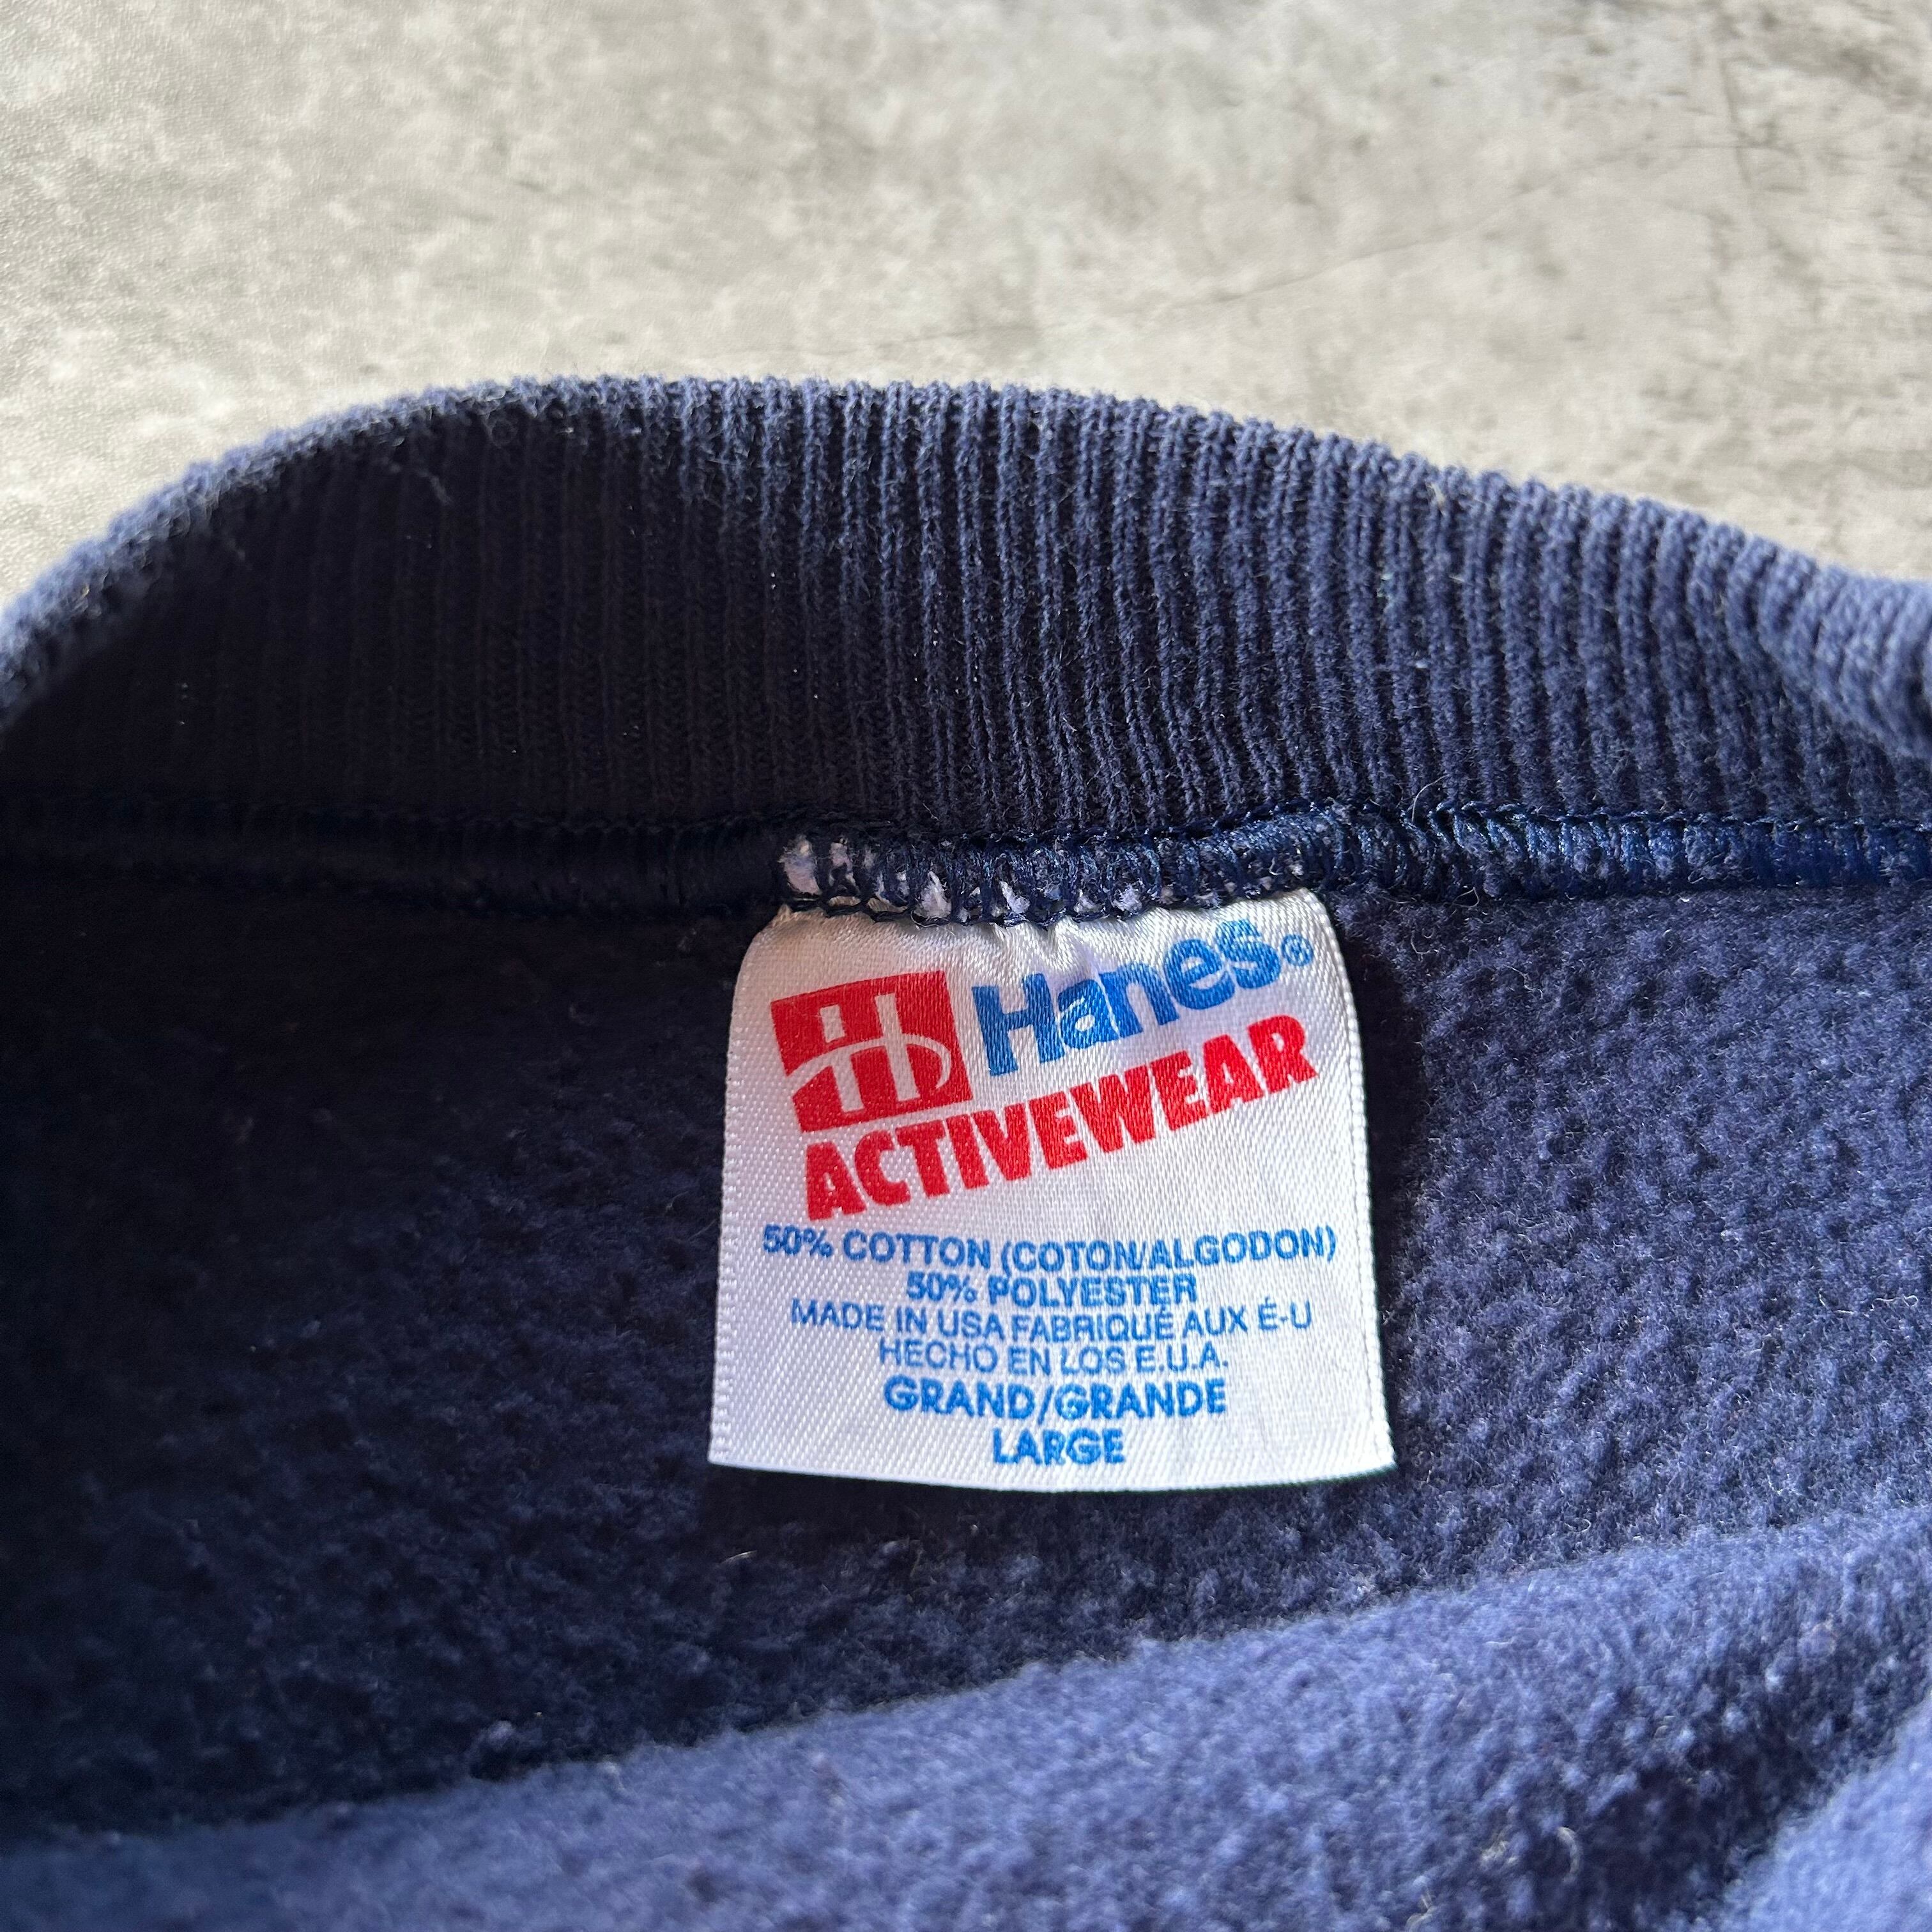 Hanes®
ACTIVEWEAR
50% COTTON (COTON/ALGODON)
50% POLYESTER
MADE IN USA FABRIQUÉ AUX É-U
HECHO EN LOS E.U.A.
GRAND/GRANDE
LARGE